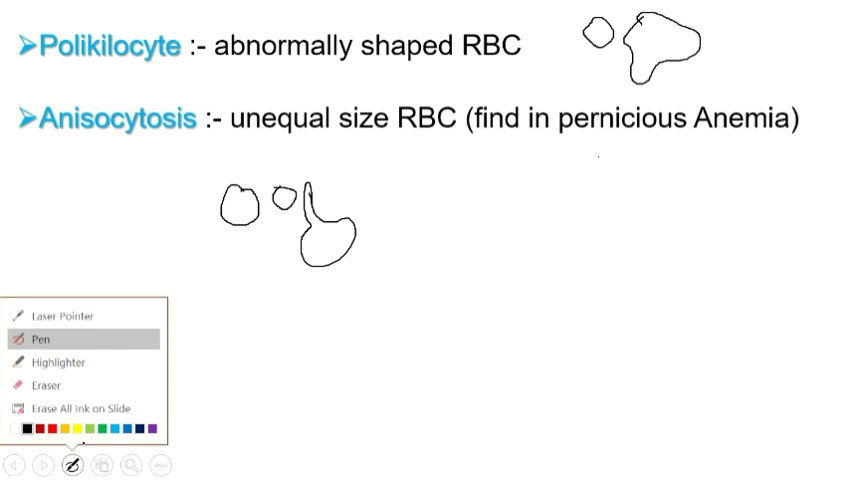 ➢Polikilocyte :- abnormally shaped RBC
➢Anisocytosis :- unequal size RBC (find in pernicious Anemia)
Laser Pointer
Pen
Highlighter
Eraser
Erase All Ink on Slide